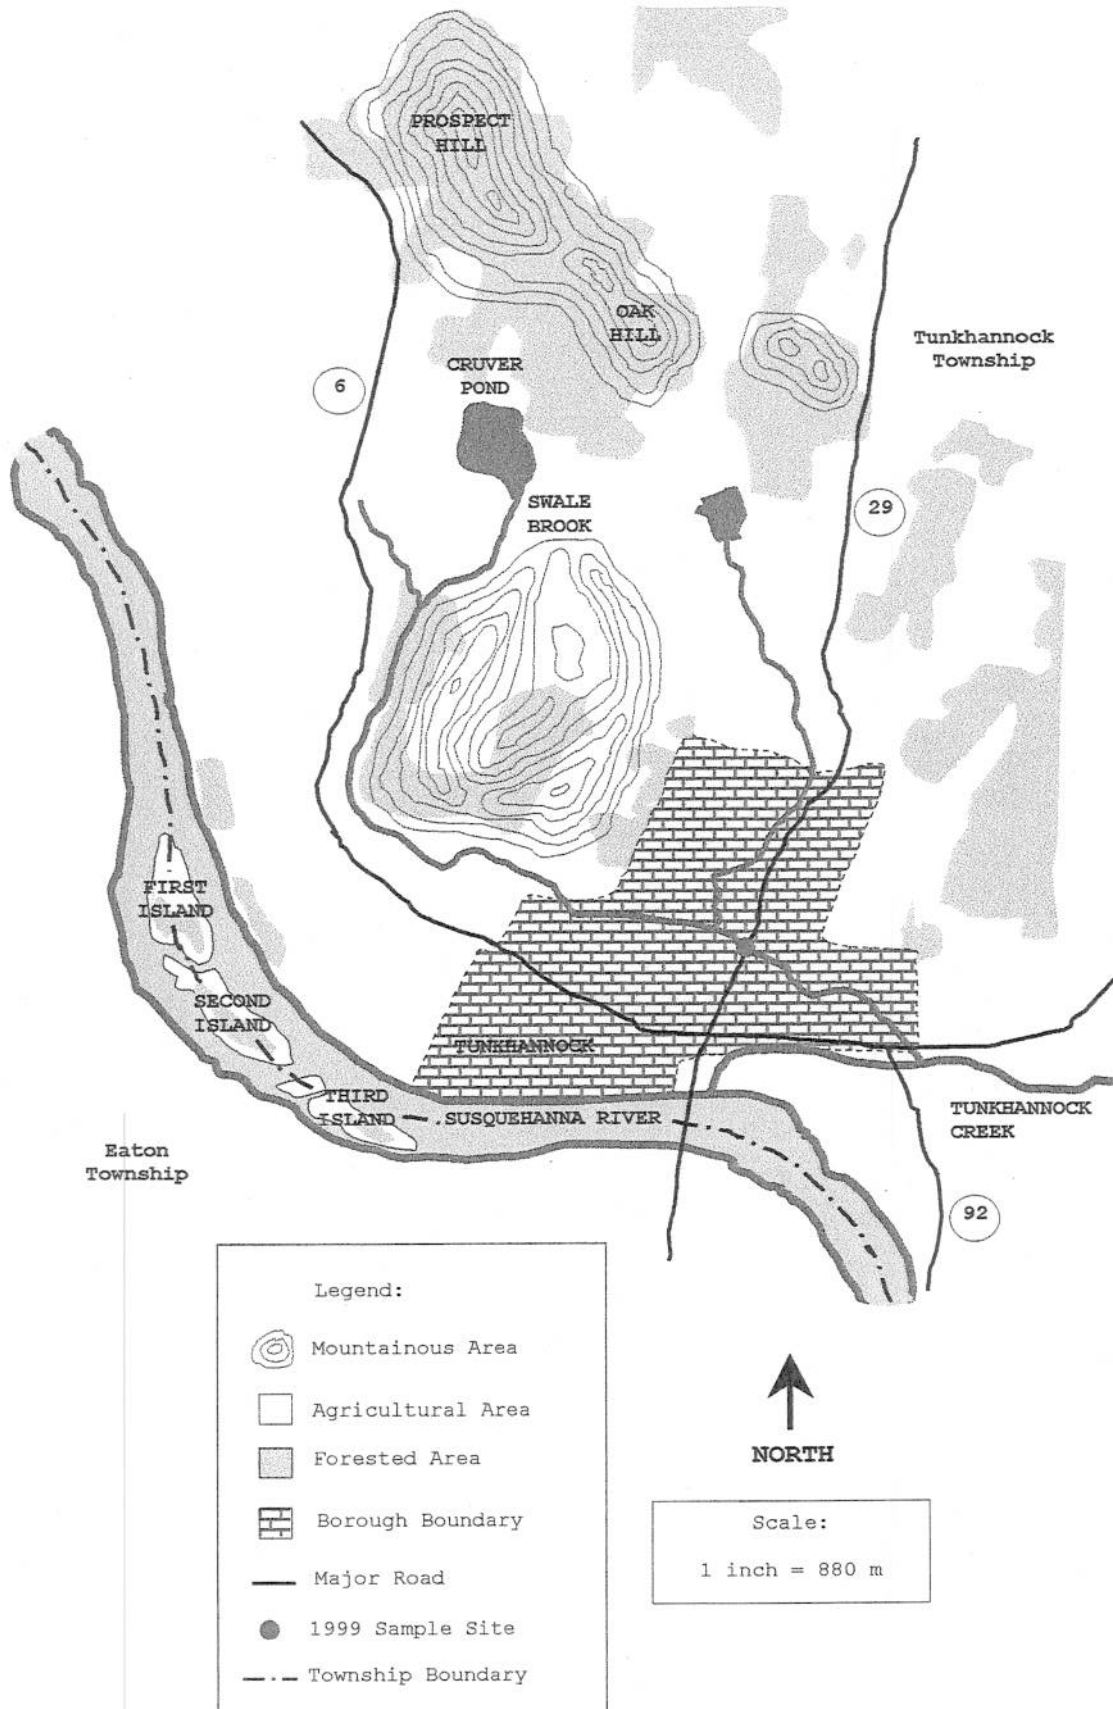 PROSPECT
HILL
OAK
HILL
Tunkhannock
Township
CRUVER
POND
6
SWALE
BROOK
29
FIRST
ISLAND
SECOND
ISLAND
TUNKHANNOCK
THIRD
ISLAND
SUSQUEHANNA RIVER
TUNKHANNOCK
CREEK
Eaton
Township
92
Legend:
Mountainous Area
Agricultural Area
Forested Area
Borough Boundary
Major Road
1999 Sample Site
Township Boundary
NORTH
Scale:
1 inch = 880 m